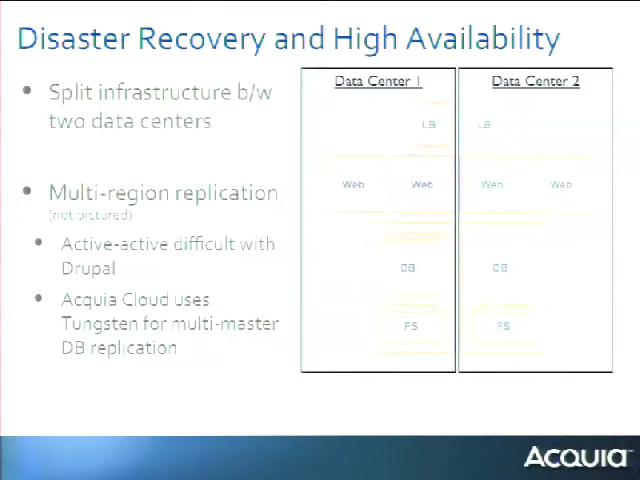 Disaster Recovery and High Availability
Split infrastructure b/w
two data centers
Multi-region replication
(not pictured)
Active-active difficult with
Drupal
Acquia Cloud uses
Tungsten for multi-master
DB replication
Data Center 1
Data Center 2
LB
LB
Web
Web
Web
Web
DB
DB
FS
FS
ACQUIA